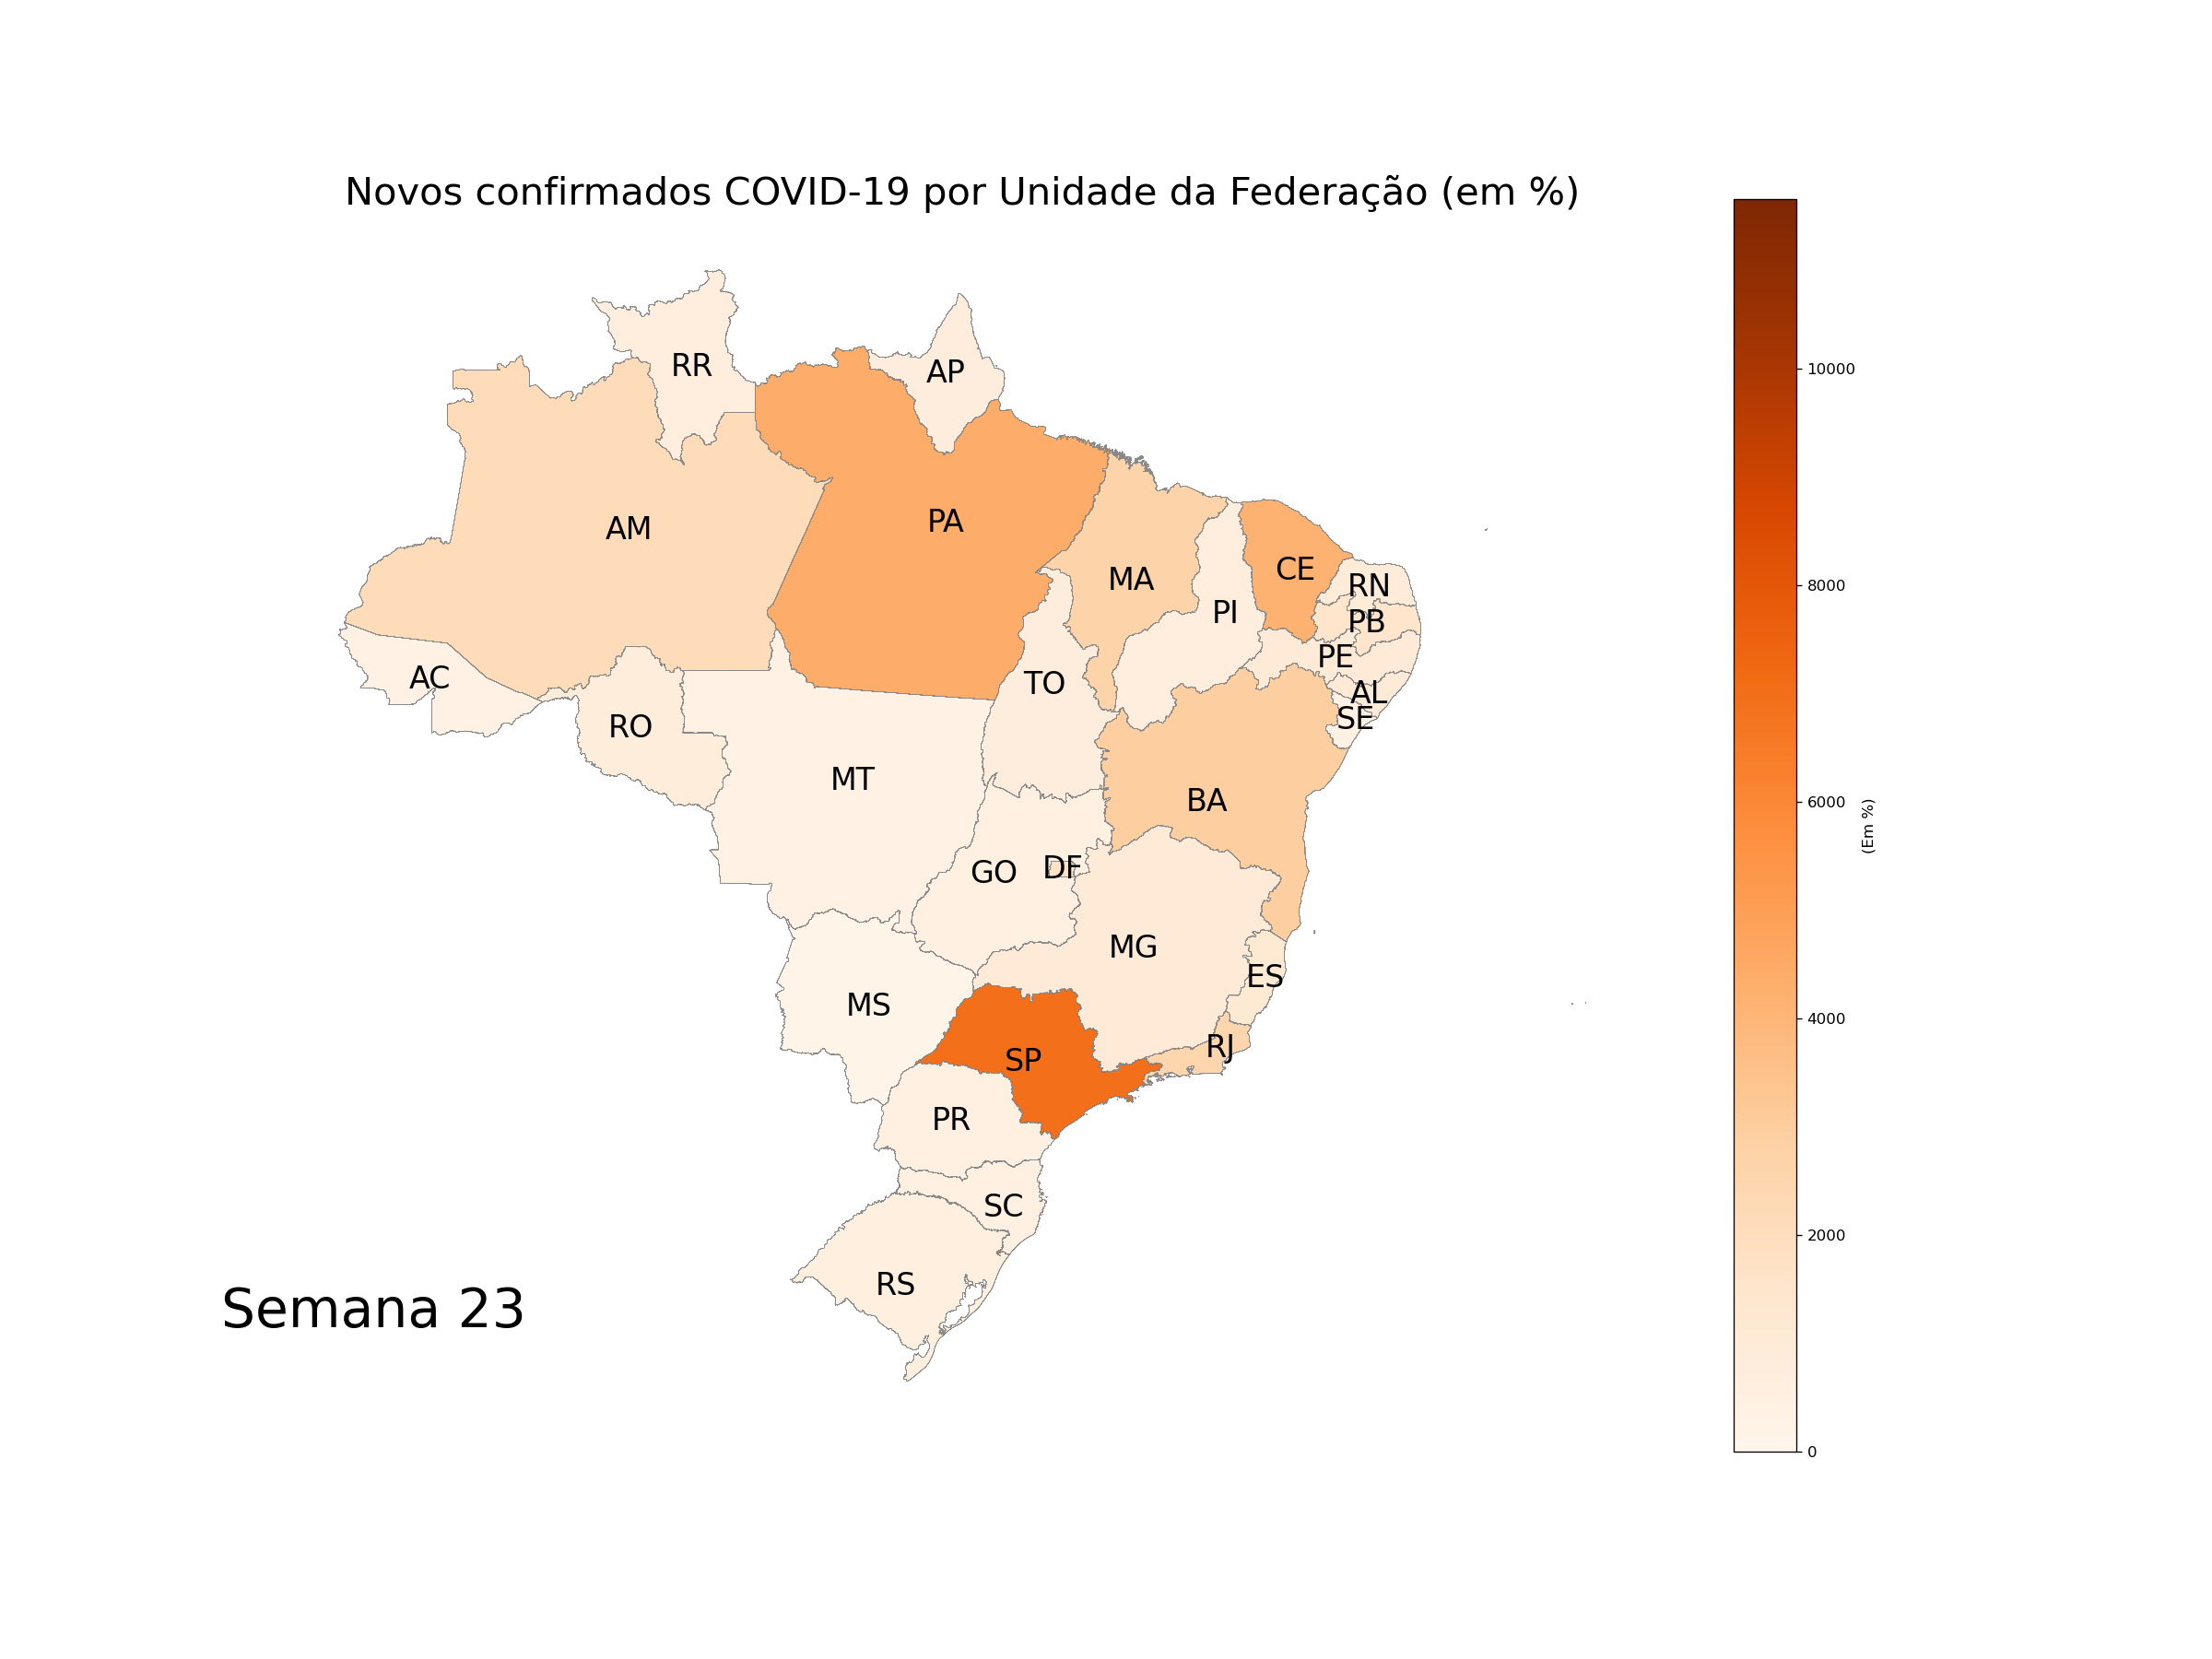 Novos confirmados COVID-19 por Unidade da Federação (em %)
RR
AP
AM
PA
MA
CE
RN
PI
PB
PE
AC
TO
AL
SE
RO
MT
BA
GO
DF
MG
ES
MS
RJ
SP
PR
SC
RS
Semana 23
10000
8000
6000
(Em %)
4000
2000
0